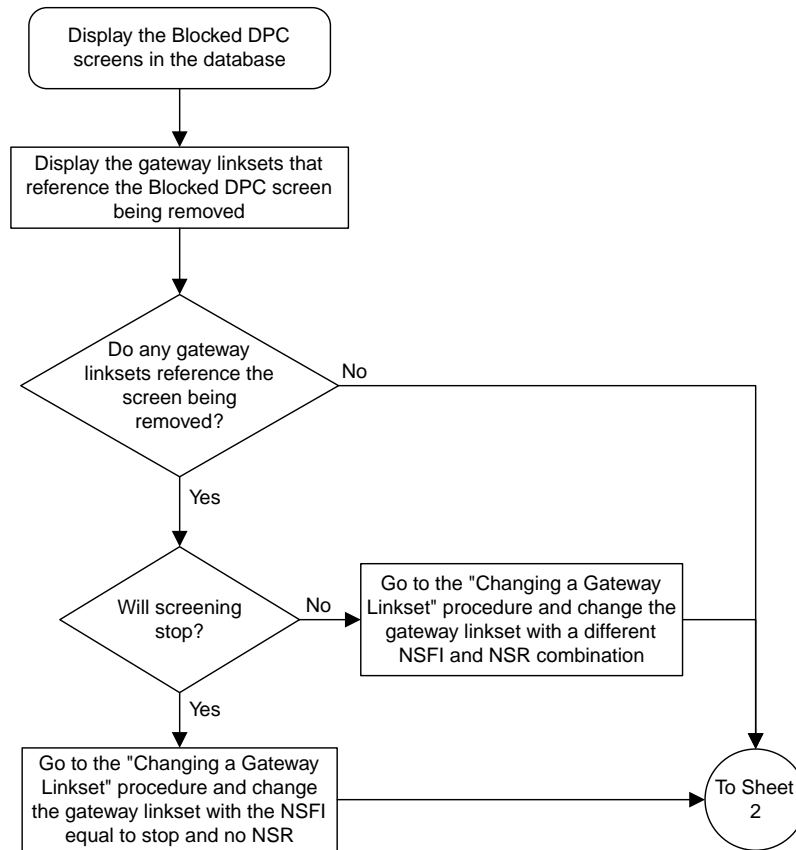 Display the Blocked DPC
screens in the database
Display the gateway linksets that
reference the Blocked DPC screen
being removed
Do any gateway
linksets reference the
screen being
removed?
No
Yes
Will screening
stop?
No
Go to the "Changing a Gateway
Linkset" procedure and change the
gateway linkset with a different
NSFI and NSR combination
Yes
Go to the "Changing a Gateway
Linkset" procedure and change
the gateway linkset with the NSFI
equal to stop and no NSR
To Sheet
2